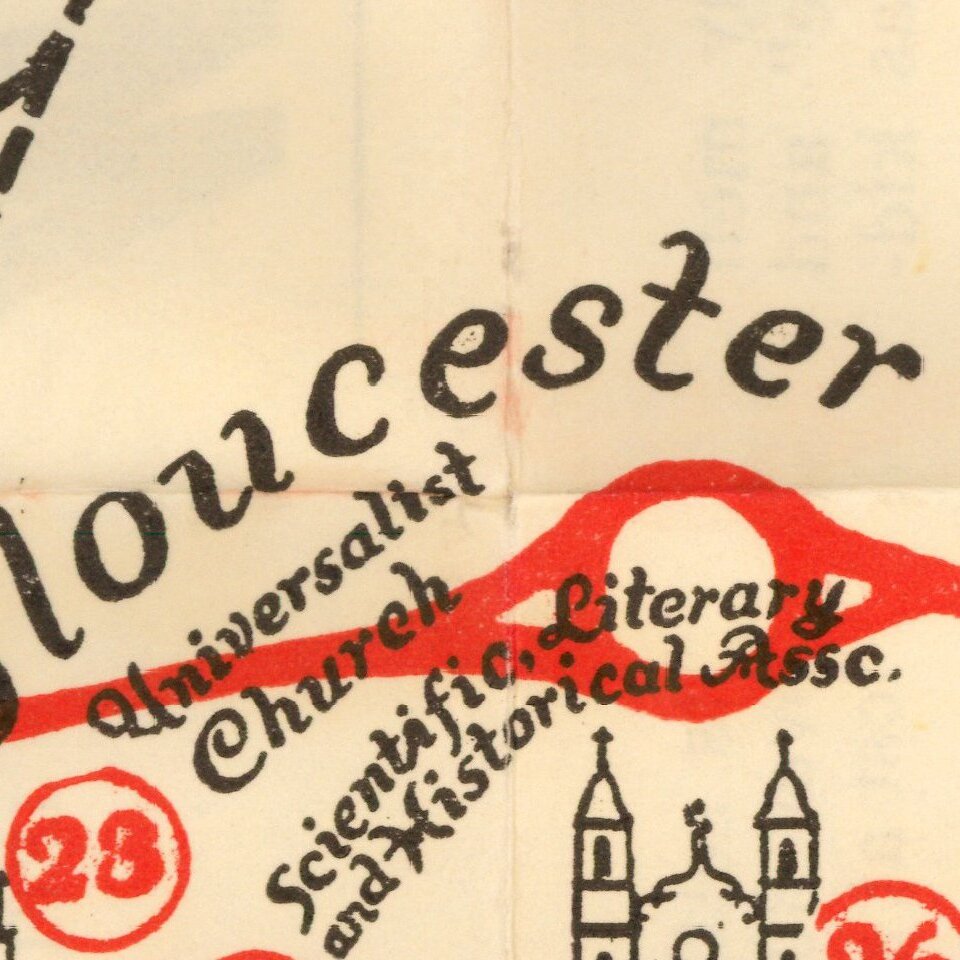 Gloucester
Universalist
Church
Scientific, Literary
and Historical Assc.
28